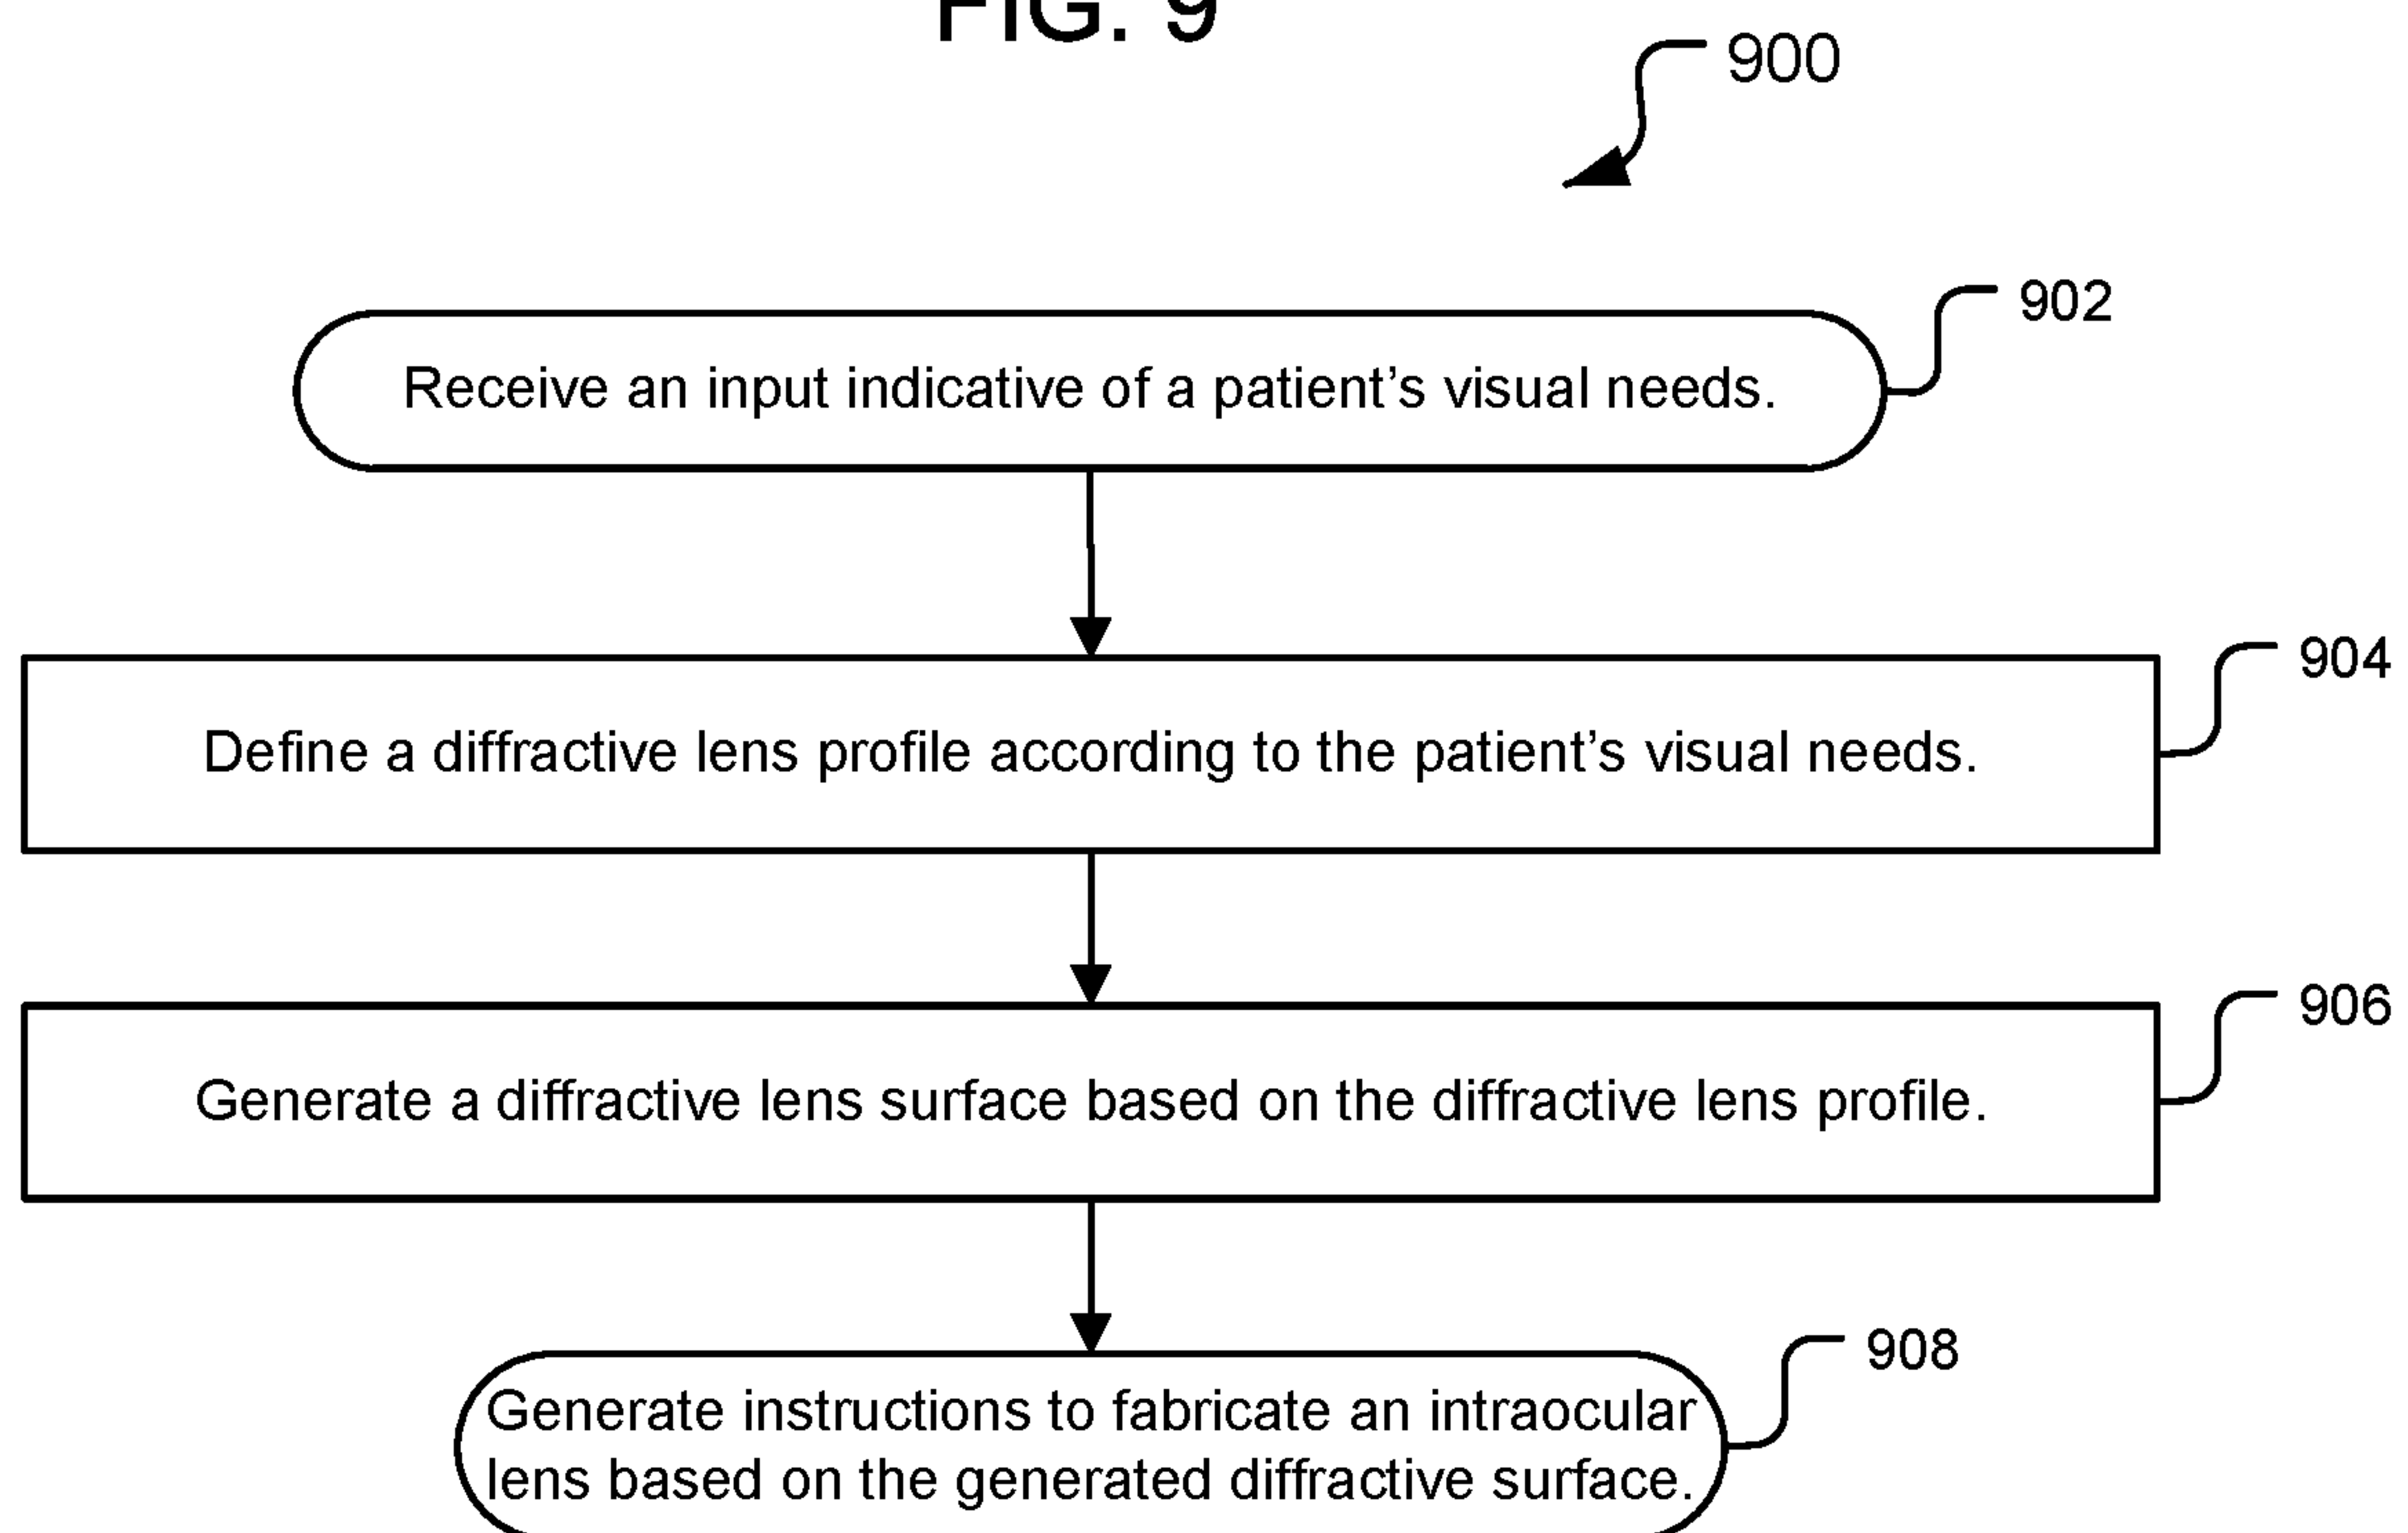 FIG. 9
900
902
Receive an input indicative of a patient’s visual needs.
904
Define a diffractive lens profile according to the patient’s visual needs.
906
Generate a diffractive lens surface based on the diffractive lens profile.
908
Generate instructions to fabricate an intraocular
lens based on the generated diffractive surface.